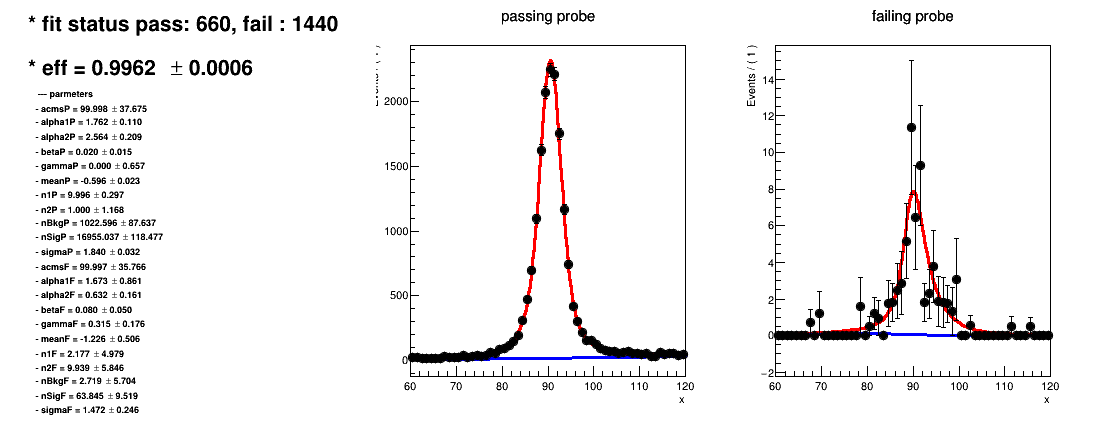 * fit status pass: 660, fail : 1440
* eff = 0.9962 ± 0.0006
--- parmeters
- acmsP = 99.998 ± 37.675
- alpha1P = 1.762 ± 0.110
- alpha2P = 2.564 ± 0.209
- betaP = 0.020 ± 0.015
- gammaP = 0.000 ± 0.657
- meanP = -0.596 ± 0.023
- n1P = 9.996 ± 0.297
- n2P = 1.000 ± 1.168
- nBkgP = 1022.596 ± 87.637
- nSigP = 16955.037 ± 118.477
- sigmaP = 1.840 ± 0.032
- acmsF = 99.997 ± 35.766
- alpha1F = 1.673 ± 0.861
- alpha2F = 0.632 ± 0.161
- betaF = 0.080 ± 0.050
- gammaF = 0.315 ± 0.176
- meanF = -1.226 ± 0.506
- n1F = 2.177 ± 4.979
- n2F = 9.939 ± 5.846
- nBkgF = 2.719 ± 5.704
- nSigF = 63.845 ± 9.519
- sigmaF = 1.472 ± 0.246
passing probe
2000
1500
1000
500
0
60 70 80 90 100 110 120
x
failing probe
Events / ( 1 )
14
12
10
8
6
4
2
0
−2
60 70 80 90 100 110 120
x